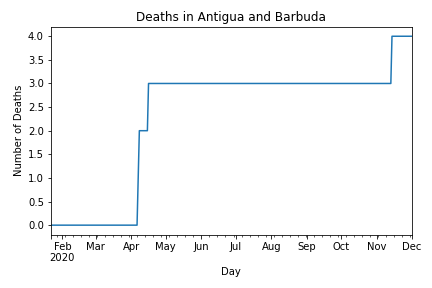 Deaths in Antigua and Barbuda
Number of Deaths
4.0
3.5
3.0
2.5
2.0
1.5
1.0
0.5
0.0
Feb Mar Apr May Jun Jul Aug Sep Oct Nov Dec
2020
Day